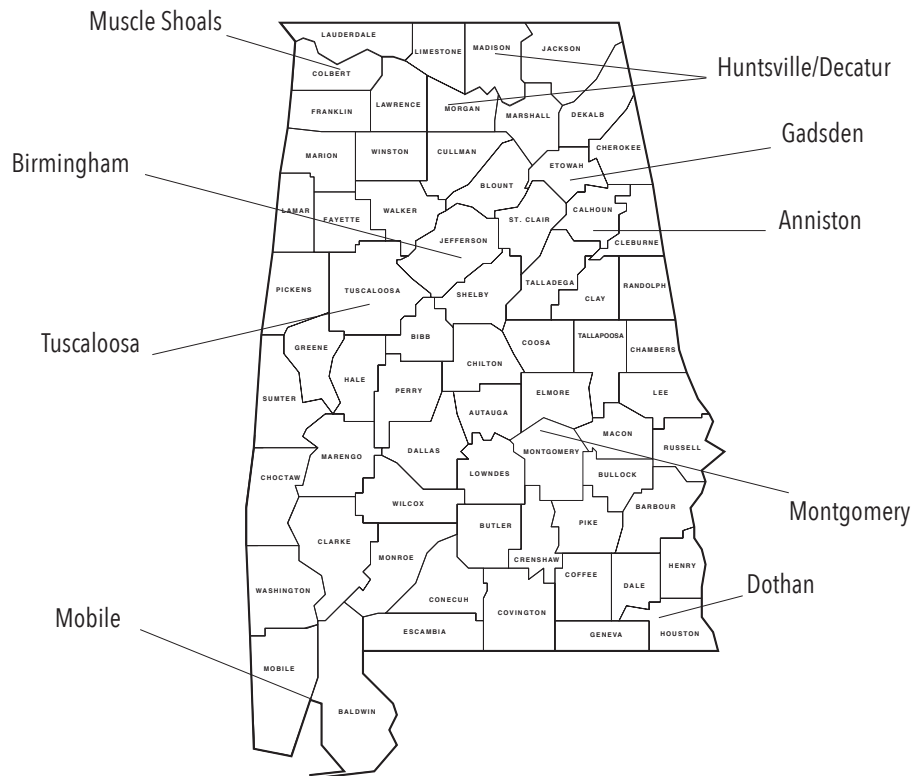 Muscle Shoals
LAUDERDALE
LIMESTONE
MADISON
JACKSON
Huntsville/Decatur
COLBERT
FRANKLIN
LAWRENCE
MORGAN
MARSHALL
DEKALB
Gadsden
CHEROKEE
Birmingham
MARION
WINSTON
CULLMAN
ETOWAH
BLOUNT
LAMAR
FAYETTE
WALKER
ST. CLAIR
CALHOUN
Anniston
JEFFERSON
CLEBURNE
PICKENS
TUSCALOOSA
SHELBY
TALLADEGA
RANDOLPH
CLAY
Tuscaloosa
GREENE
BIBB
COOSA
TALLAPOOSA
CHAMBERS
HALE
CHILTON
PERRY
ELMORE
LEE
SUMTER
AUTAUGA
MACON
RUSSELL
MARENGO
DALLAS
MONTGOMERY
LOWNDES
BULLOCK
CHOCTAW
WILCOX
BARBOUR
Montgomery
BUTLER
PIKE
CLARKE
MONROE
CRENSHAW
HENRY
COFFEE
DALE
Dothan
WASHINGTON
CONECUH
COVINGTON
Mobile
ESCAMBIA
GENEVA
HOUSTON
MOBILE
BALDWIN